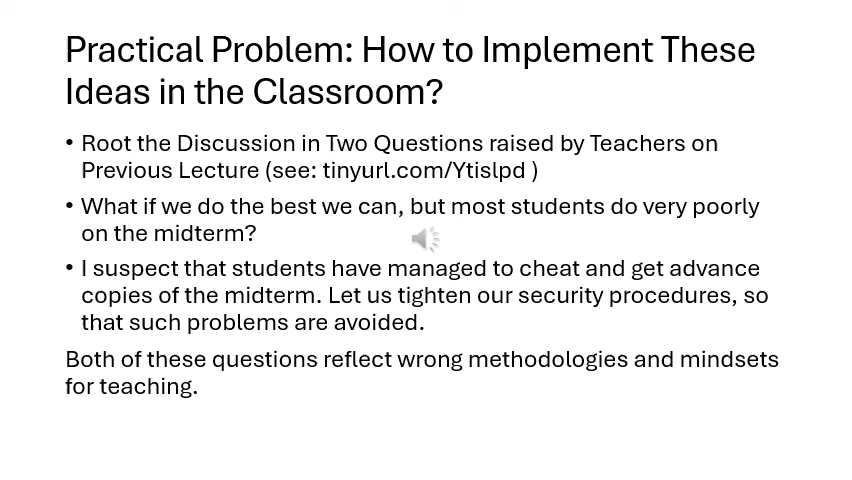 Practical Problem: How to Implement These
Ideas in the Classroom?
• Root the Discussion in Two Questions raised by Teachers on
Previous Lecture (see: tinyurl.com/Ytislpd )
• What if we do the best we can, but most students do very poorly
on the midterm?
• I suspect that students have managed to cheat and get advance
copies of the midterm. Let us tighten our security procedures, so
that such problems are avoided.
Both of these questions reflect wrong methodologies and mindsets
for teaching.